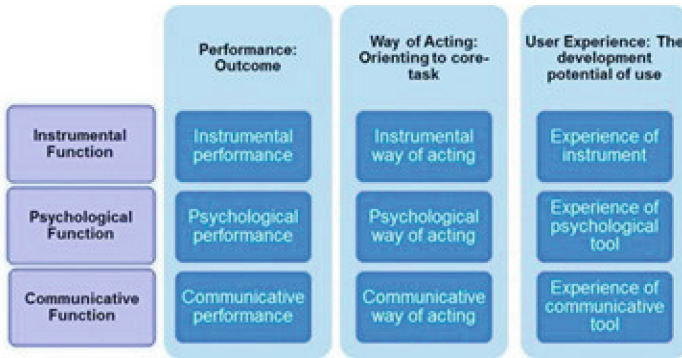 Performance:
Outcome
Way of Acting:
Orienting to core-
task
User Experience: The
development
potential of use
Instrumental
Function
Instrumental
performance
Instrumental
way of acting
Experience of
instrument
Psychological
Function
Psychological
performance
Psychological
way of acting
Experience of
psychological
tool
Communicative
Function
Communicative
performance
Communicative
way of acting
Experience of
communicative
tool